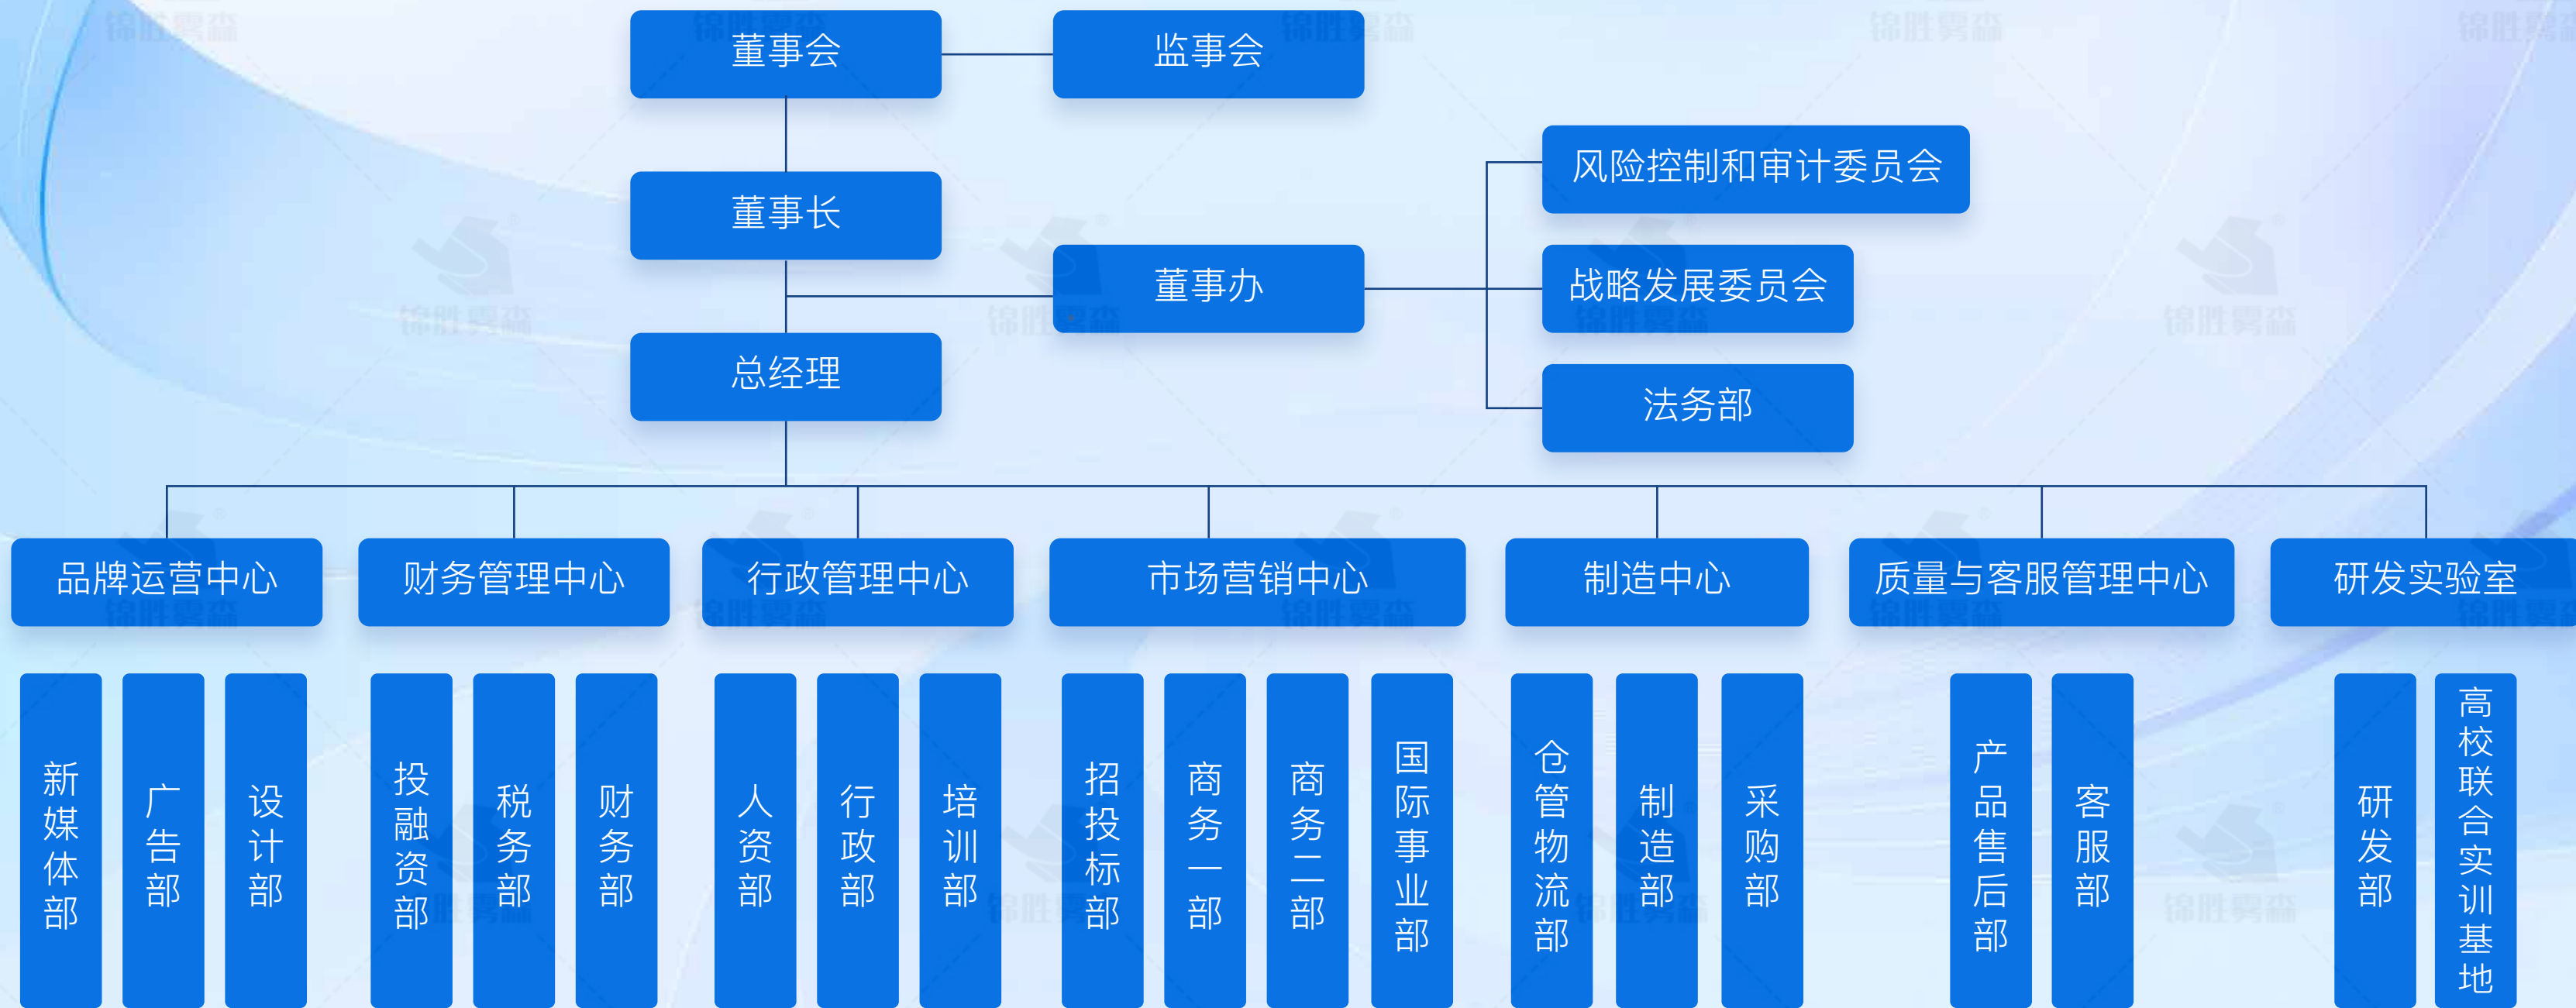 董事会
监事会
风险控制和审计委员会
董事长
董事办
战略发展委员会
总经理
法务部
品牌运营中心
财务管理中心
行政管理中心
市场营销中心
制造中心
质量与客服管理中心
研发实验室
新媒体部
广告部
设计部
投融资部
税务部
财务部
人资部
行政部
培训部
招投标部
商务一部
商务二部
国际事业部
仓管物流部
制造部
采购部
产品售后部
客服部
研发部
高校联合实训基地
锦胜雾森